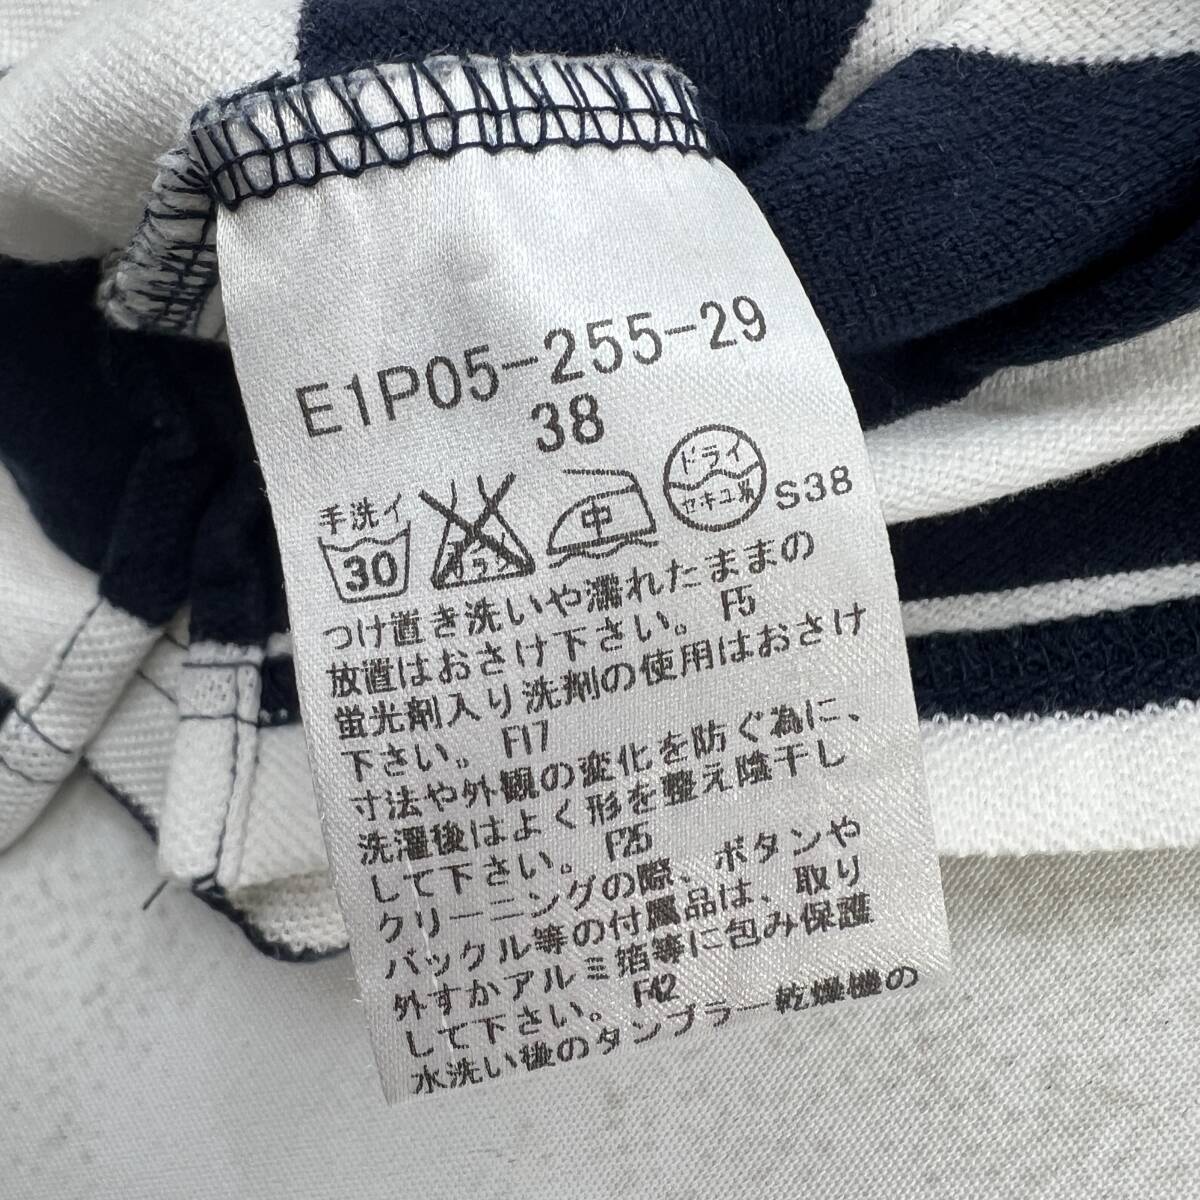 E1P05-255-29
38
手洗イ
30
エンソ
サラシ
中
ドライ
セキユ系
S38
つけ置き洗いや濡れたままの
放置はおさけ下さい。 F5
蛍光剤入り洗剤の使用はおさけ
下さい。 F17
寸法や外観の変化を防ぐ為に、
洗濯後はよく形を整え陰干し
して下さい。 F25
クリーニングの際、ボタンや
バックル等の付属品は、取り
外すかアルミ箔等に包み保護
して下さい。 F42
水洗い後のタンブラー乾燥機の